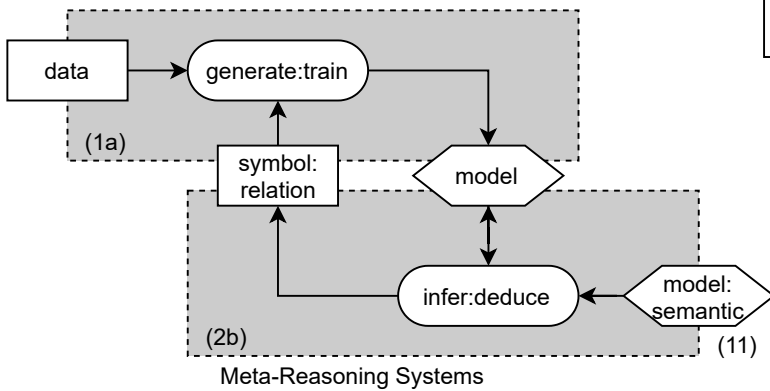 data
generate:train
(1a)
symbol:
relation
model
infer:deduce
model:
semantic
(2b)
(11)
Meta-Reasoning Systems